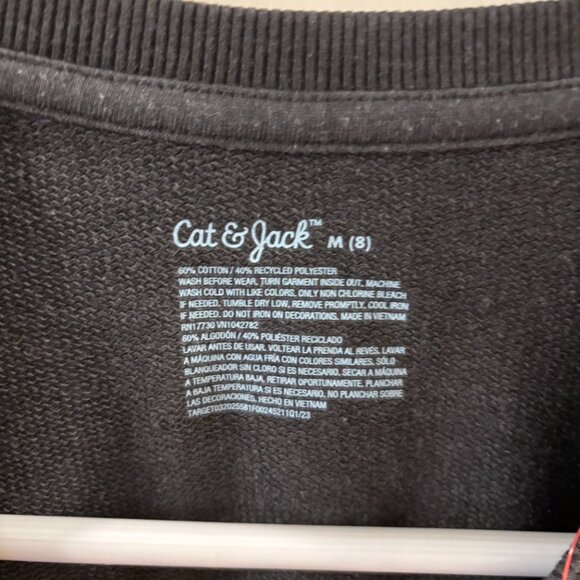 Cat & Jack™ M (8)
60% COTTON / 40% RECYCLED POLYESTER
WASH BEFORE WEAR. TURN GARMENT INSIDE OUT. MACHINE
WASH COLD WITH LIKE COLORS. ONLY NON CHLORINE BLEACH
IF NEEDED. TUMBLE DRY LOW. REMOVE PROMPTLY. COOL IRON
IF NEEDED. DO NOT IRON ON DECORATIONS. MADE IN VIETNAM
RN17730 VN1042782
60% ALGODÓN / 40% POLIÉSTER RECICLADO
LAVAR ANTES DE USAR. VOLTEAR LA PRENDA AL REVÉS. LAVAR
A MÁQUINA CON AGUA FRÍA CON COLORES SIMILARES. SÓLO
BLANQUEADOR SIN CLORO SI ES NECESARIO. SECAR A MÁQUINA
A TEMPERATURA BAJA, RETIRAR OPORTUNAMENTE. PLANCHAR
A BAJA TEMPERATURA SI ES NECESARIO. NO PLANCHAR SOBRE
LAS DECORACIONES. HECHO EN VIETNAM
TARGET032025581F0024521 1Q1/23